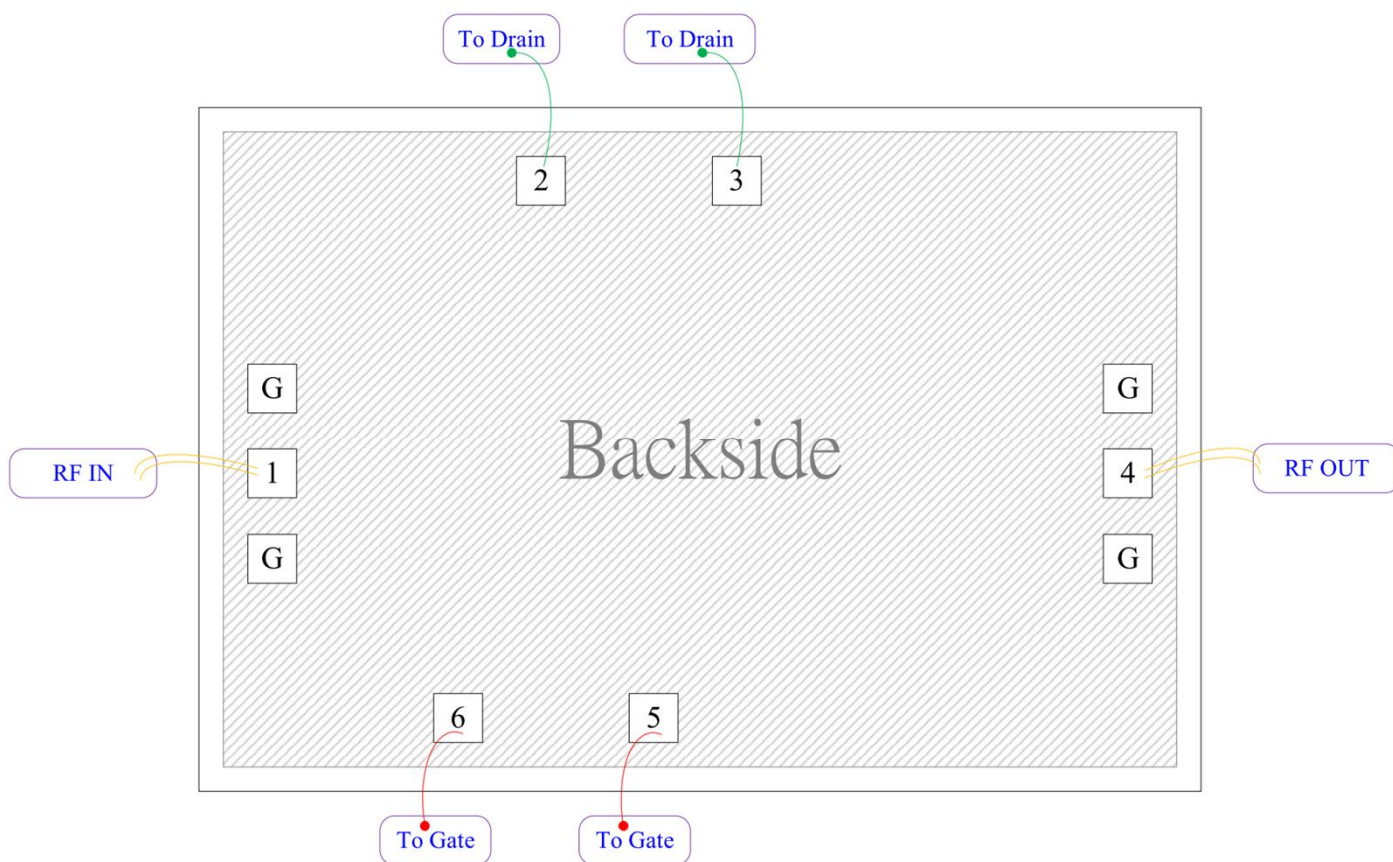 To Drain
To Drain
2
3
G
G
RF IN
1
Backside
4
RF OUT
G
G
6
5
To Gate
To Gate